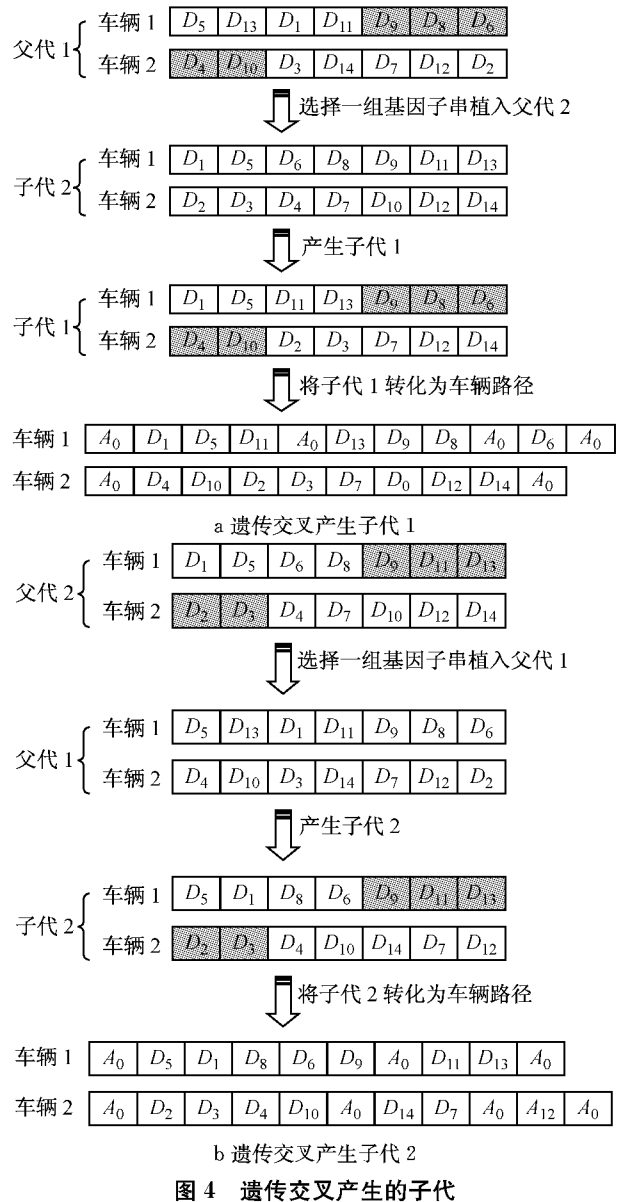 车辆 1 D5 D13 D1 D11 D9 D8 D6
父代 1
车辆 2 D4 D10 D3 D14 D7 D12 D2
选择一组基因子串植入父代 2
车辆 1 D1 D5 D6 D8 D9 D11 D13
子代 2
车辆 2 D2 D3 D4 D7 D10 D12 D14
产生子代 1
车辆 1 D1 D5 D11 D13 D9 D8 D6
子代 1
车辆 2 D4 D10 D2 D3 D7 D12 D14
将子代 1 转化为车辆路径
车辆 1 A0 D1 D5 D11 A0 D13 D9 D8 A0 D6 A0
车辆 2 A0 D4 D10 D2 D3 D7 D0 D12 D14 A0
a 遗传交叉产生子代 1
车辆 1 D1 D5 D6 D8 D9 D11 D13
父代 2
车辆 2 D2 D3 D4 D7 D10 D12 D14
选择一组基因子串植入父代 1
车辆 1 D5 D13 D1 D11 D9 D8 D6
父代 1
车辆 2 D4 D10 D3 D14 D7 D12 D2
产生子代 2
车辆 1 D5 D1 D8 D6 D9 D11 D13
子代 2
车辆 2 D2 D3 D4 D10 D14 D7 D12
将子代 2 转化为车辆路径
车辆 1 A0 D5 D1 D8 D6 D9 A0 D11 D13 A0
车辆 2 A0 D2 D3 D4 D10 A0 D14 D7 A0 A12 A0
b 遗传交叉产生子代 2
图 4 遗传交叉产生的子代